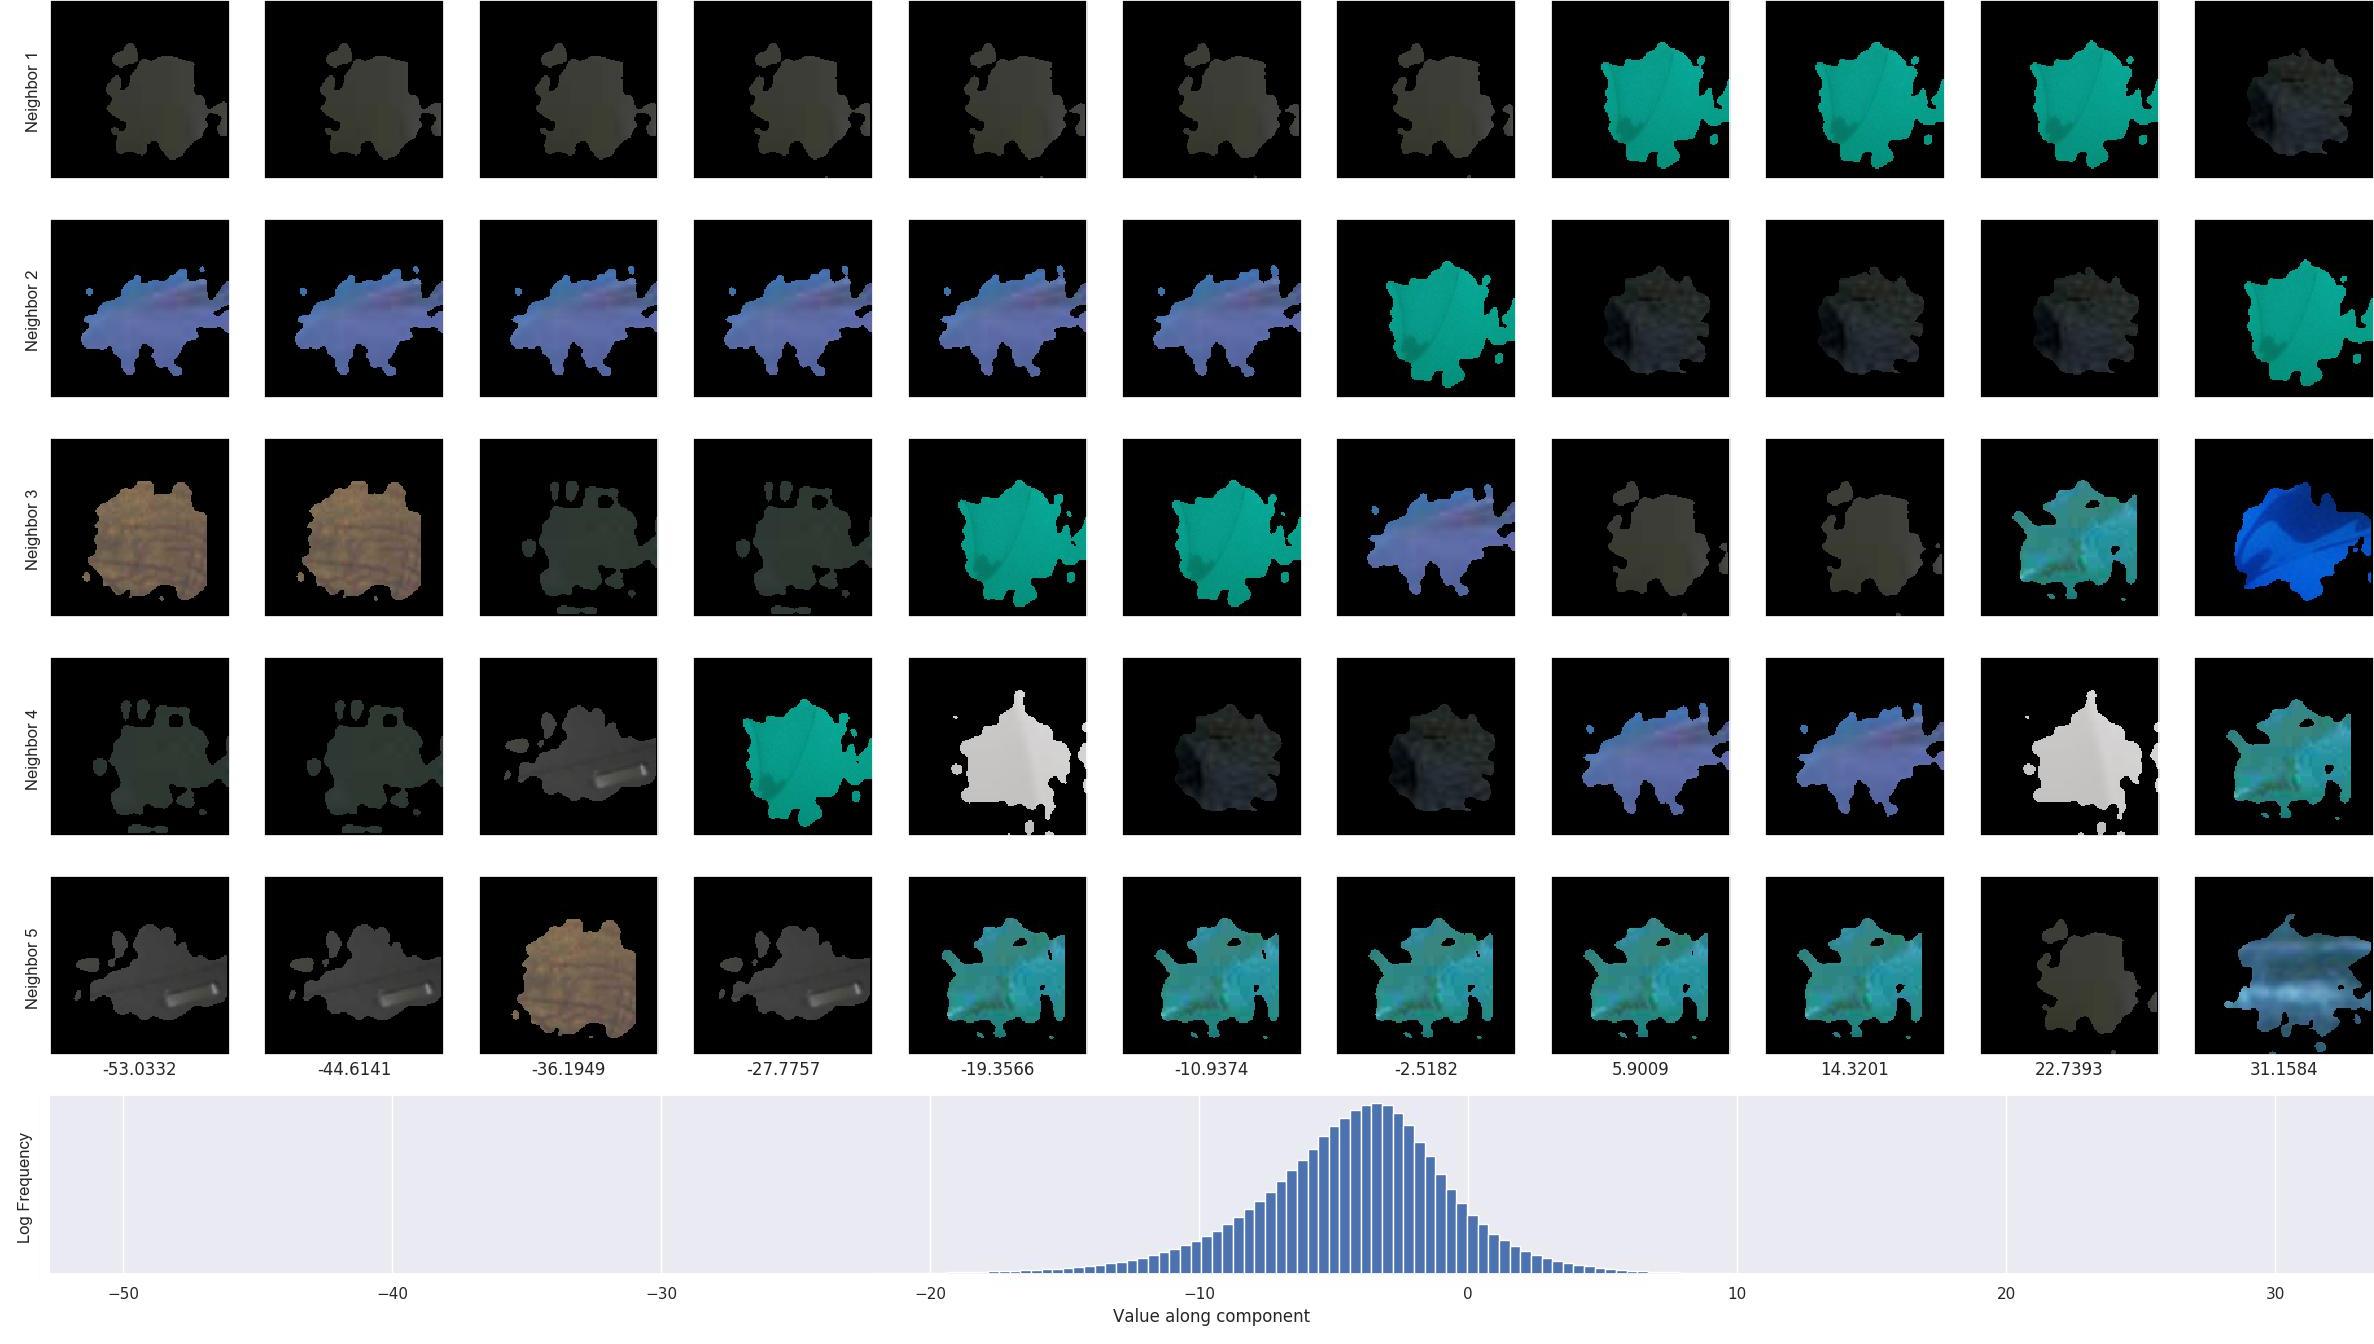 Neighbor 1
Neighbor 2
Neighbor 3
Neighbor 4
Neighbor 5
-53.0332 -44.6141 -36.1949 -27.7757 -19.3566 -10.9374 -2.5182 5.9009 14.3201 22.7393 31.1584
Log Frequency
−50 −40 −30 −20 −10 0 10 20 30
Value along component